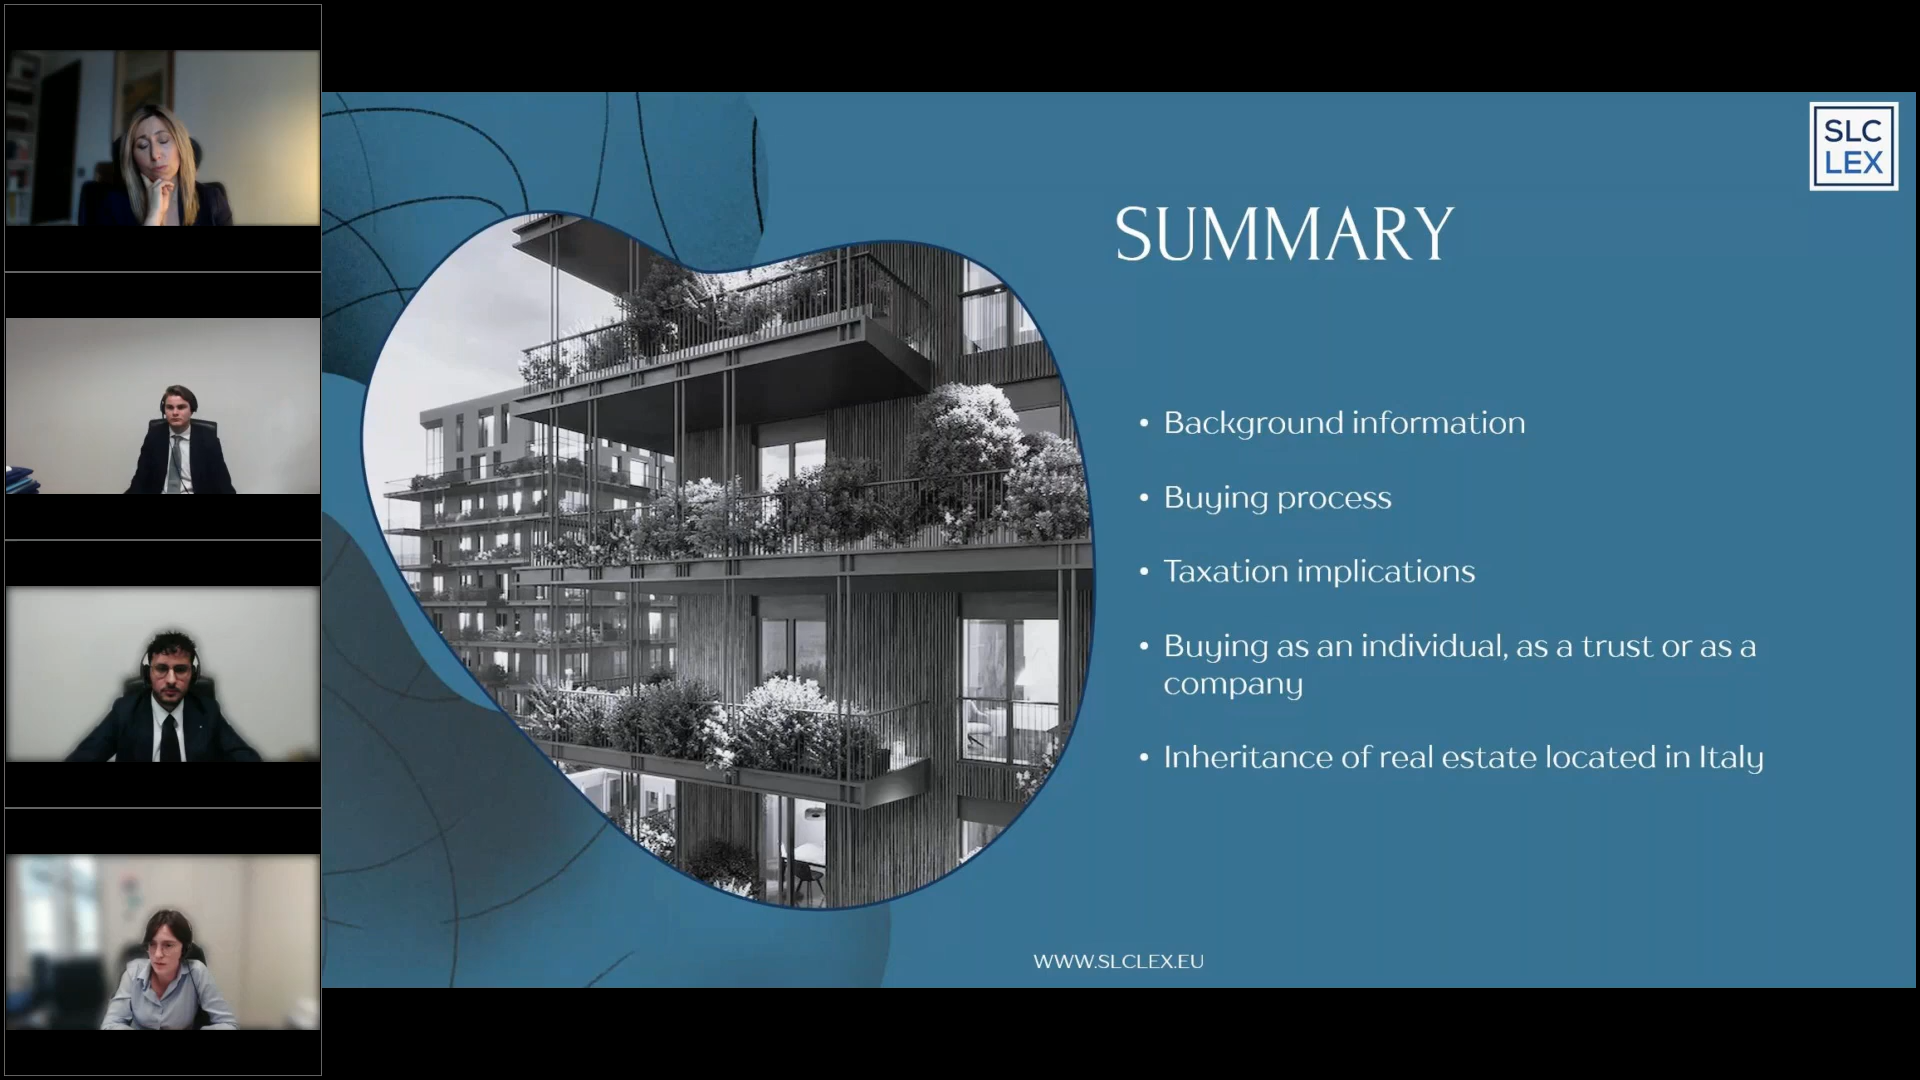 SLC
LEX
SUMMARY
• Background information
• Buying process
• Taxation implications
• Buying as an individual, as a trust or as a
company
• Inheritance of real estate located in Italy
WWW.SLCLEX.EU